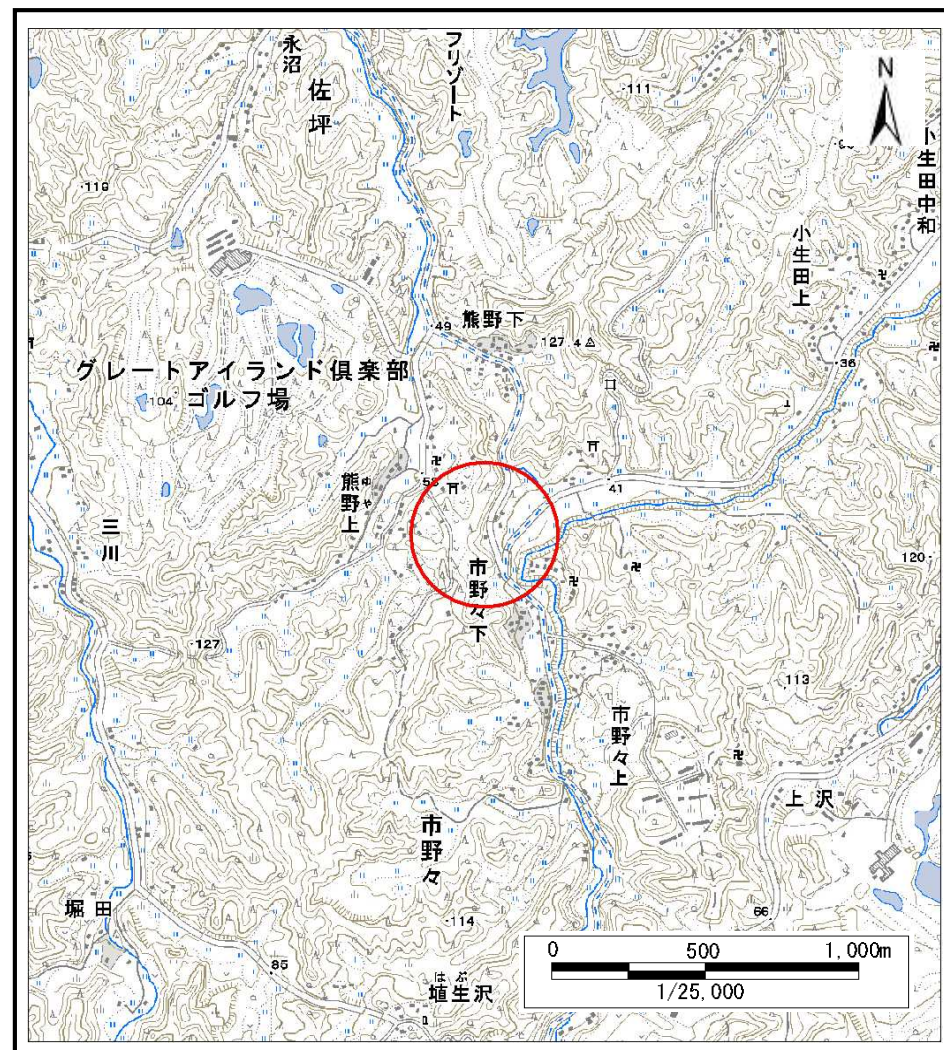 永沼
佐坪
フリゾート
111
N
小生田中和
119
小生田上
49
熊野下
127.4
36
グレートアイランド倶楽部
ゴルフ場
104
53
熊野上
ゆや
41
三川
120
市野々下
127
113
市野々上
上沢
市野々
堀田
66
114
85
はぶ
埴生沢
0 500 1,000m
1/25,000